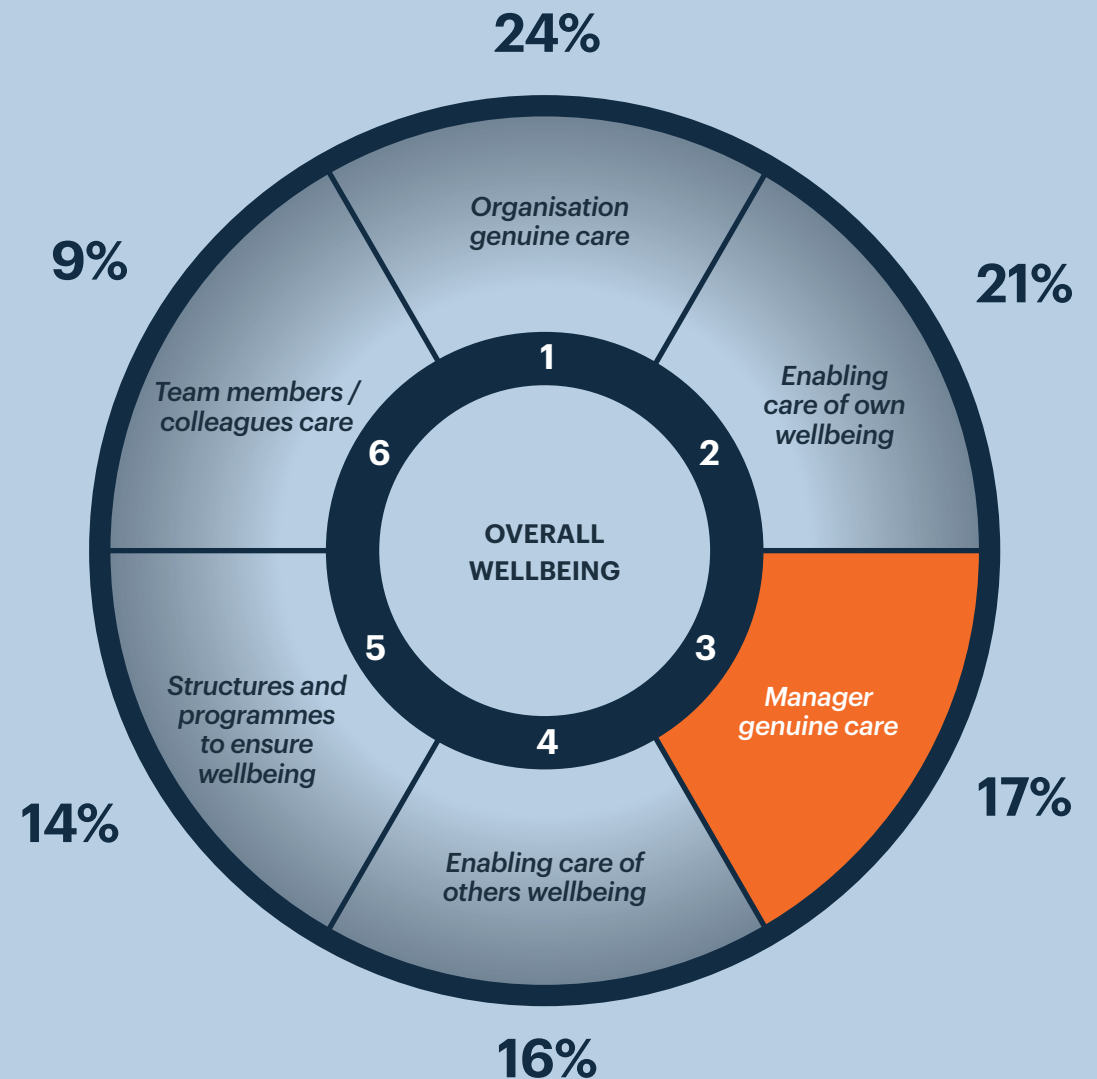 24%
Organisation
genuine care
1
21%
Enabling
care of own
wellbeing
2
17%
Manager
genuine care
3
16%
Enabling care of
others wellbeing
4
14%
Structures and
programmes
to ensure
wellbeing
5
9%
Team members /
colleagues care
6
OVERALL
WELLBEING